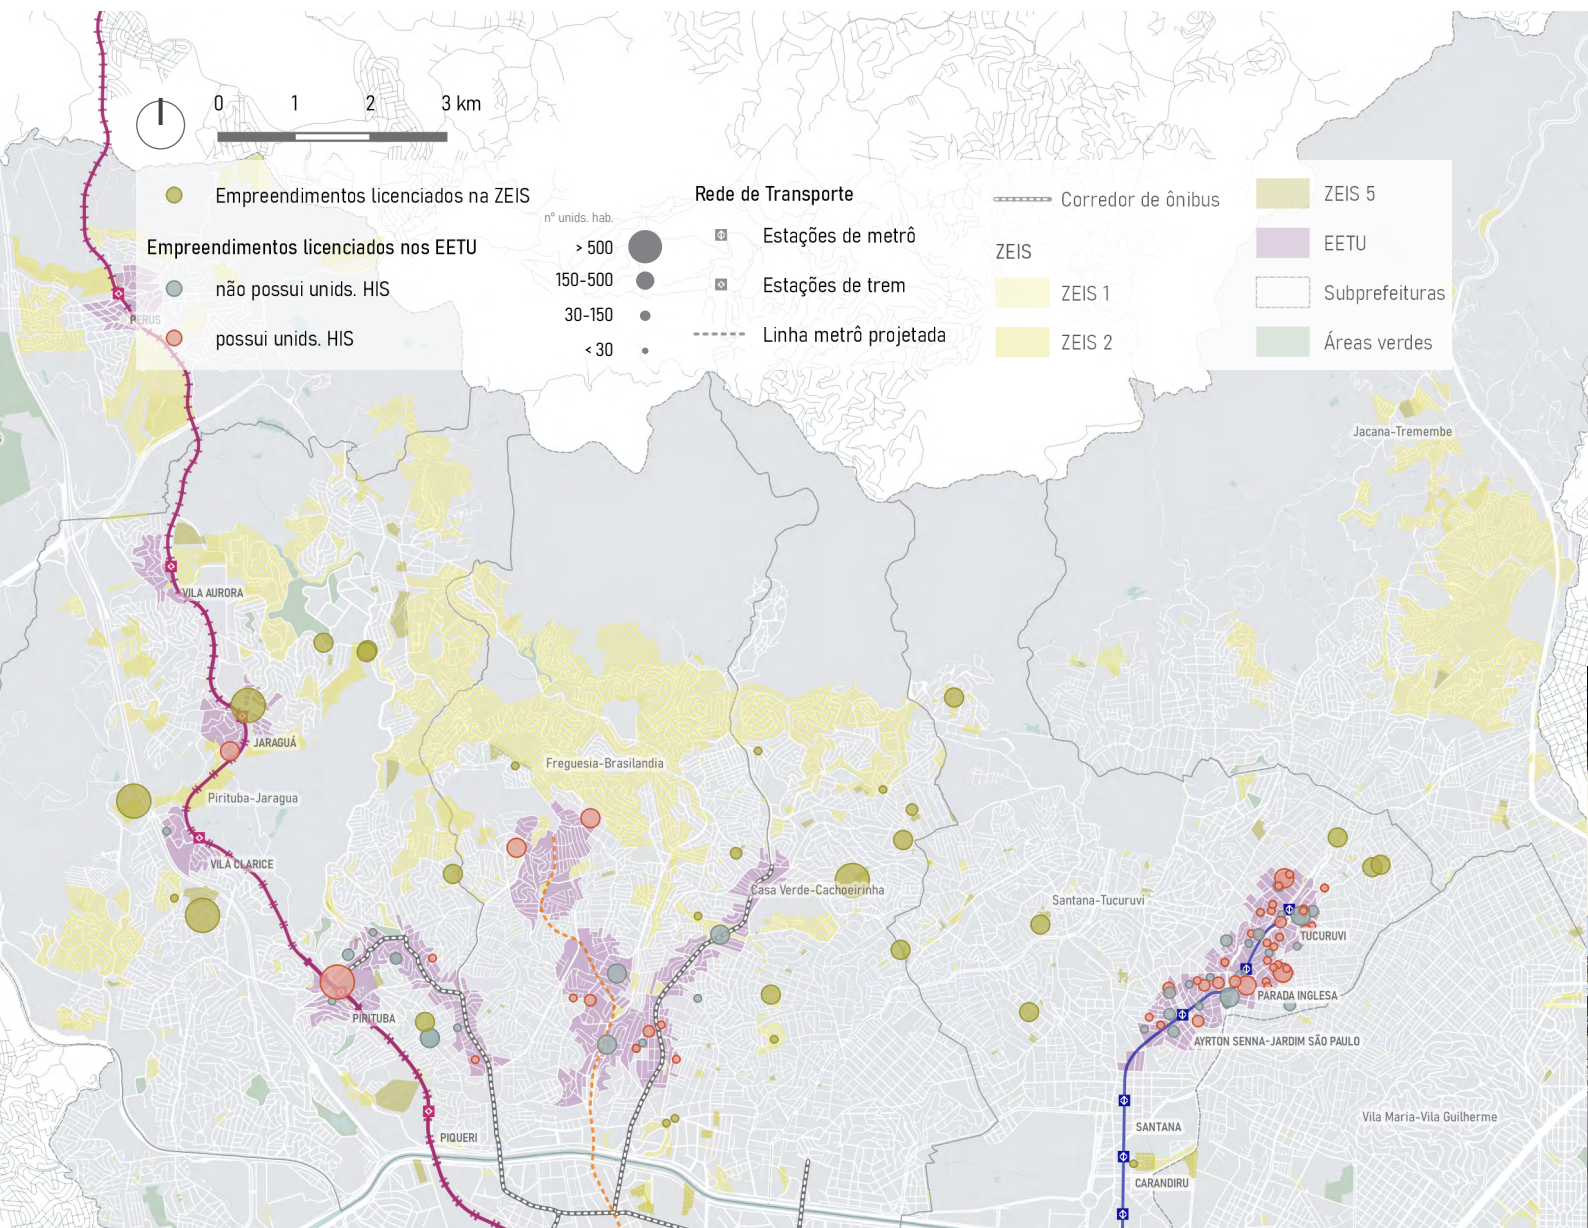 0 1 2 3 km
Empreendimentos licenciados na ZEIS
Empreendimentos licenciados nos EETU
não possui unids. HIS
possui unids. HIS
nº unids. hab.
> 500
150-500
30-150
< 30
Rede de Transporte
Estações de metrô
Estações de trem
Linha metrô projetada
Corredor de ônibus
ZEIS
ZEIS 1
ZEIS 2
ZEIS 5
EETU
Subprefeituras
Áreas verdes
PERUS
Jacana-Tremembe
VILA AURORA
JARAGUÁ
Freguesia-Brasilandia
Pirituba-Jaragua
VILA CLARICE
Casa Verde-Cachoeirinha
Santana-Tucuruvi
TUCURUVI
PARADA INGLESA
PIRITUBA
AYRTON SENNA-JARDIM SÃO PAULO
Vila Maria-Vila Guilherme
SANTANA
PIQUERI
CARANDIRU